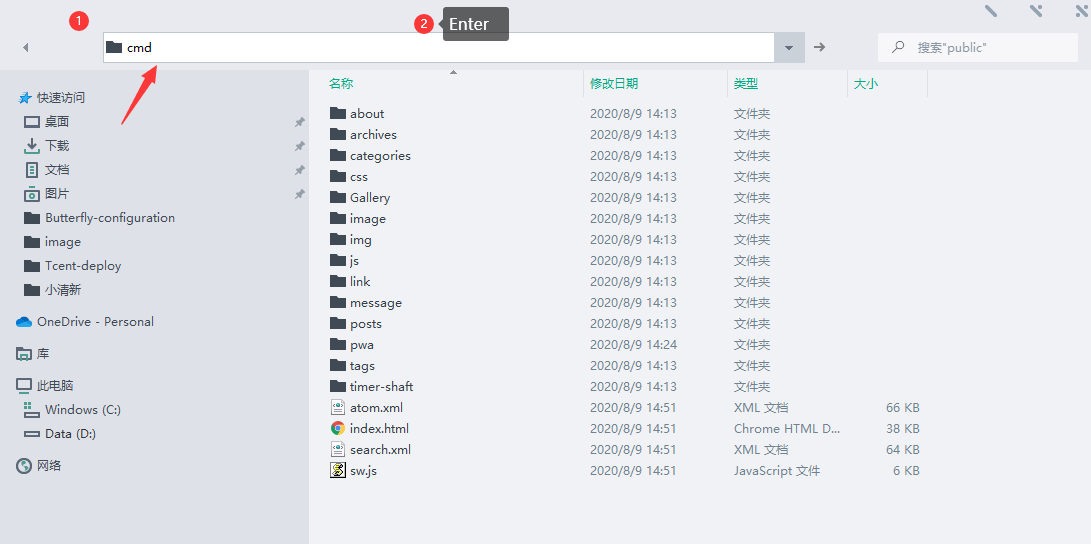 1
2 Enter
cmd
搜索"public"
快速访问
桌面
下载
文档
图片
Butterfly-configuration
image
Tcent-deploy
小清新
OneDrive - Personal
库
此电脑
Windows (C:)
Data (D:)
网络
名称 修改日期 类型 大小
about 2020/8/9 14:13 文件夹
archives 2020/8/9 14:13 文件夹
categories 2020/8/9 14:13 文件夹
css 2020/8/9 14:13 文件夹
Gallery 2020/8/9 14:13 文件夹
image 2020/8/9 14:13 文件夹
img 2020/8/9 14:13 文件夹
js 2020/8/9 14:13 文件夹
link 2020/8/9 14:13 文件夹
message 2020/8/9 14:13 文件夹
posts 2020/8/9 14:13 文件夹
pwa 2020/8/9 14:24 文件夹
tags 2020/8/9 14:13 文件夹
timer-shaft 2020/8/9 14:13 文件夹
atom.xml 2020/8/9 14:51 XML 文档 66 KB
index.html 2020/8/9 14:51 Chrome HTML D... 38 KB
search.xml 2020/8/9 14:51 XML 文档 64 KB
sw.js 2020/8/9 14:51 JavaScript 文件 6 KB